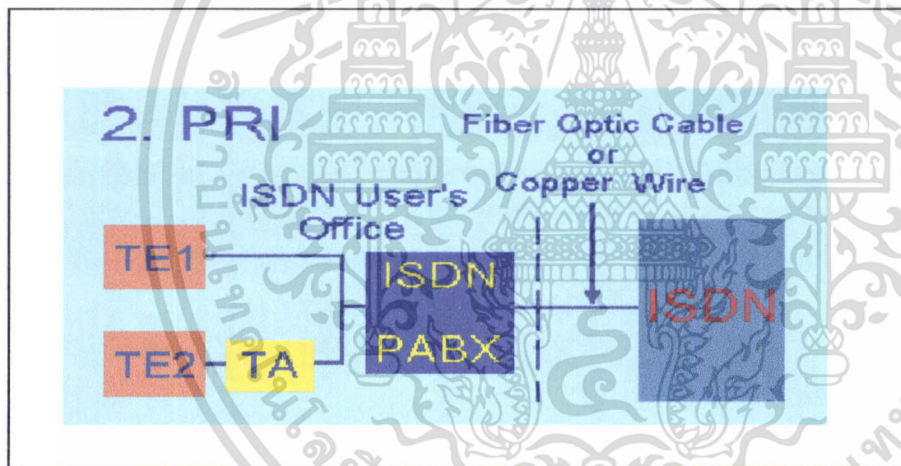 2. PRI
Fiber Optic Cable
or
Copper Wire
ISDN User's
Office
TE1
ISDN
PABX
ISDN
TE2
TA